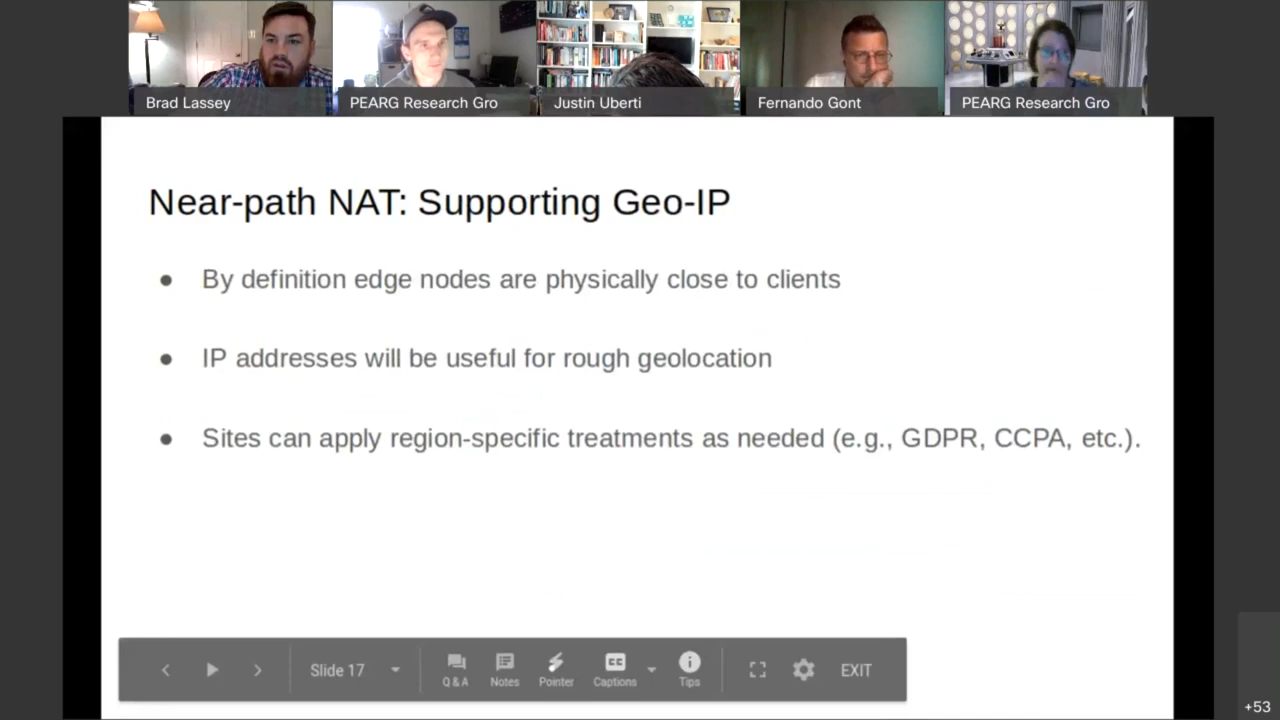 Brad Lassey
PEARG Research Gro
Justin Uberti
Fernando Gont
PEARG Research Gro
Near-path NAT: Supporting Geo-IP
● By definition edge nodes are physically close to clients
● IP addresses will be useful for rough geolocation
● Sites can apply region-specific treatments as needed (e.g., GDPR, CCPA, etc.).
Slide 17
Q & A
Notes
Pointer
CC
Captions
Tips
EXIT
+53